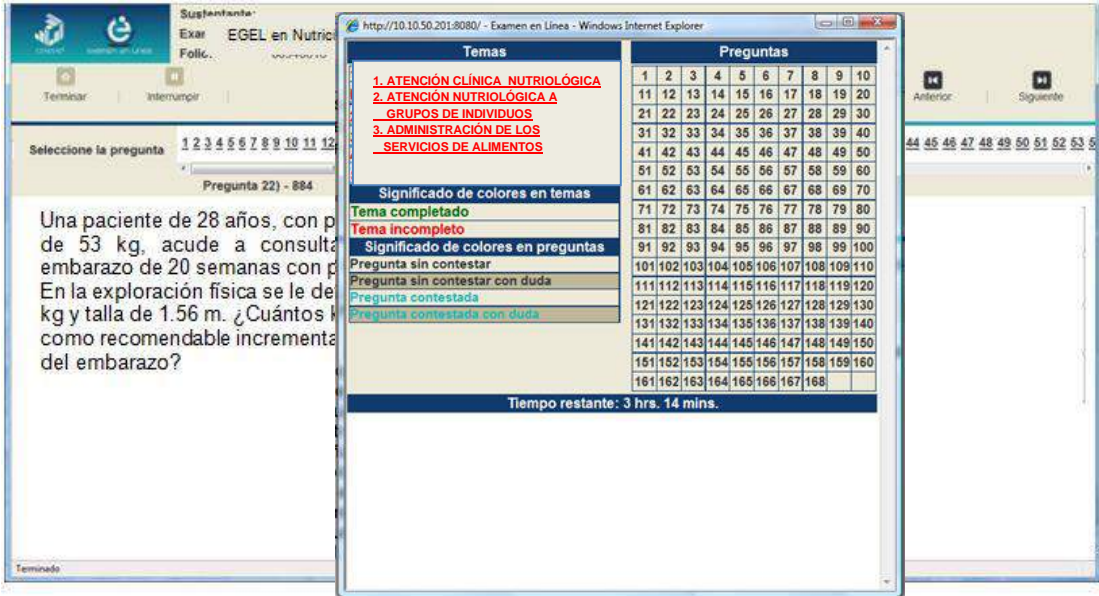 Sustentante:
Exar EGEL en Nutrici
Folio.
Terminar
Interrumpir
Anterior
Siguiente
Seleccione la pregunta 1 2 3 4 5 6 7 8 9 10 11 12
44 45 46 47 48 49 50 51 52 53 5
Pregunta 22) - 884
Una paciente de 28 años, con p
de 53 kg, acude a consulta
embarazo de 20 semanas con p
En la exploración física se le de
kg y talla de 1.56 m. ¿Cuántos k
como recomendable incrementa
del embarazo?
Terminado
http://10.10.50.201:8080/ - Examen en Línea - Windows Internet Explorer
Temas
1. ATENCIÓN CLÍNICA NUTRIOLÓGICA
2. ATENCIÓN NUTRIOLÓGICA A
GRUPOS DE INDIVIDUOS
3. ADMINISTRACIÓN DE LOS
SERVICIOS DE ALIMENTOS
Significado de colores en temas
Tema completado
Tema incompleto
Significado de colores en preguntas
Pregunta sin contestar
Pregunta sin contestar con duda
Pregunta contestada
Pregunta contestada con duda
Preguntas
1 2 3 4 5 6 7 8 9 10
11 12 13 14 15 16 17 18 19 20
21 22 23 24 25 26 27 28 29 30
31 32 33 34 35 36 37 38 39 40
41 42 43 44 45 46 47 48 49 50
51 52 53 54 55 56 57 58 59 60
61 62 63 64 65 66 67 68 69 70
71 72 73 74 75 76 77 78 79 80
81 82 83 84 85 86 87 88 89 90
91 92 93 94 95 96 97 98 99 100
101 102 103 104 105 106 107 108 109 110
111 112 113 114 115 116 117 118 119 120
121 122 123 124 125 126 127 128 129 130
131 132 133 134 135 136 137 138 139 140
141 142 143 144 145 146 147 148 149 150
151 152 153 154 155 156 157 158 159 160
161 162 163 164 165 166 167 168
Tiempo restante: 3 hrs. 14 mins.